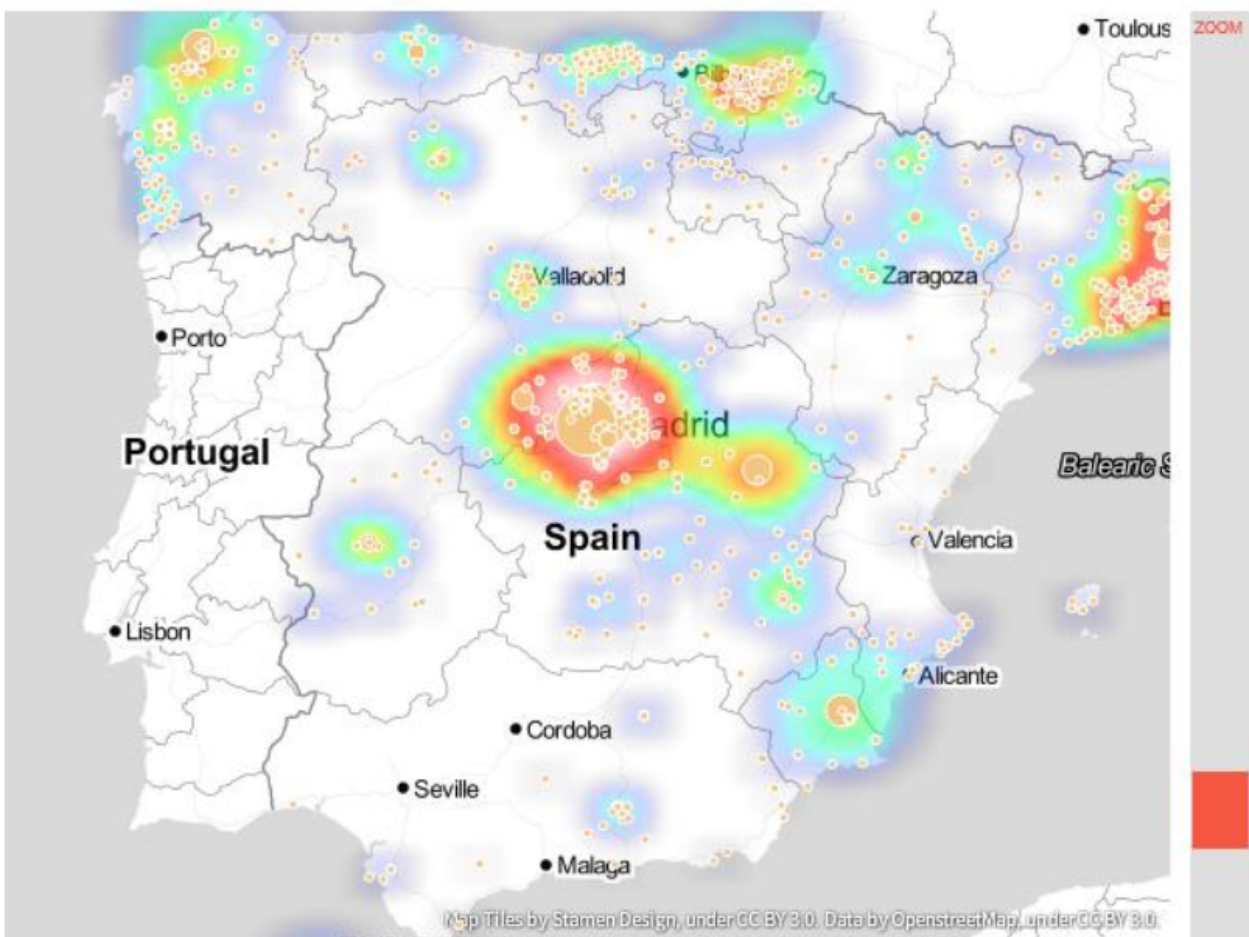 Toulous
ZOOM
Valladolid
Zaragoza
Porto
adrid
Portugal
Balearic S
Spain
Valencia
Lisbon
Alicante
Cordoba
Seville
Malaga
Map Tiles by Stamen Design, under CC BY 3.0. Data by OpenstreetMap, under CC BY 3.0.